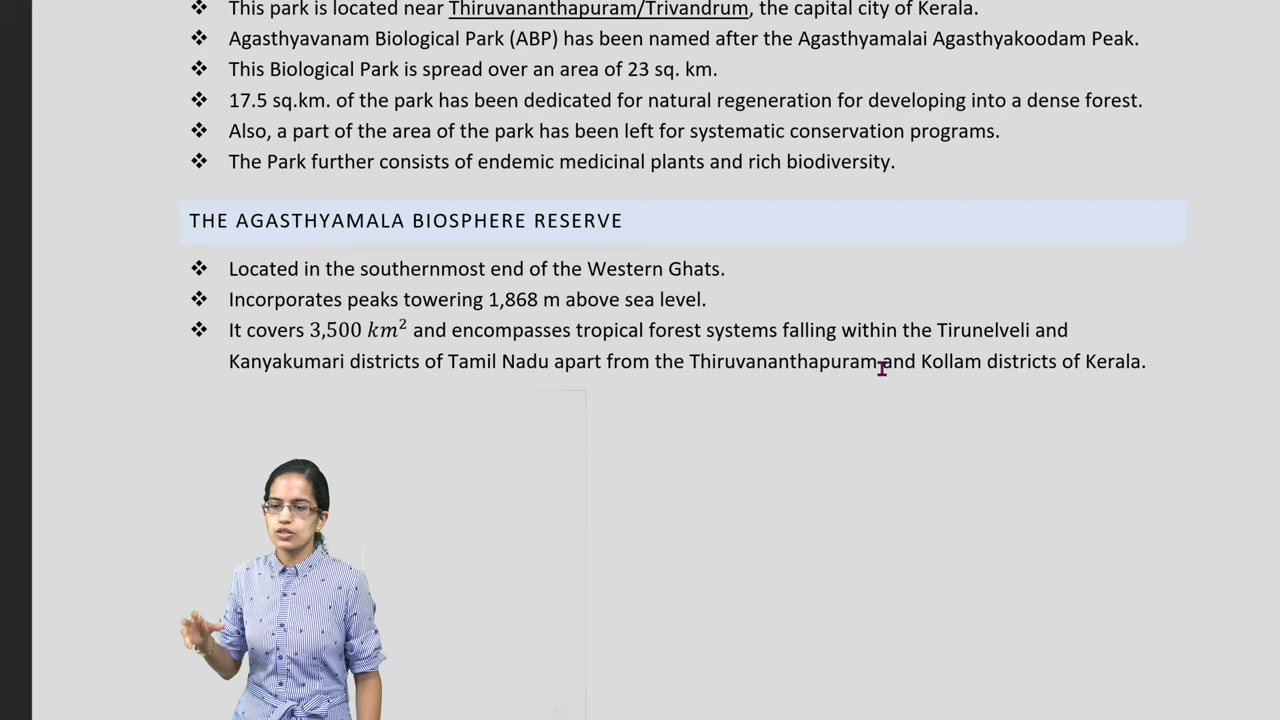 This park is located near Thiruvananthapuram/Trivandrum, the capital city of Kerala.
Agasthyavanam Biological Park (ABP) has been named after the Agasthyamalai Agasthyakoodam Peak.
This Biological Park is spread over an area of 23 sq. km.
17.5 sq.km. of the park has been dedicated for natural regeneration for developing into a dense forest.
Also, a part of the area of the park has been left for systematic conservation programs.
The Park further consists of endemic medicinal plants and rich biodiversity.
THE AGASTHYAMALA BIOSPHERE RESERVE
Located in the southernmost end of the Western Ghats.
Incorporates peaks towering 1,868 m above sea level.
It covers 3,500 km² and encompasses tropical forest systems falling within the Tirunelveli and
Kanyakumari districts of Tamil Nadu apart from the Thiruvananthapuram and Kollam districts of Kerala.